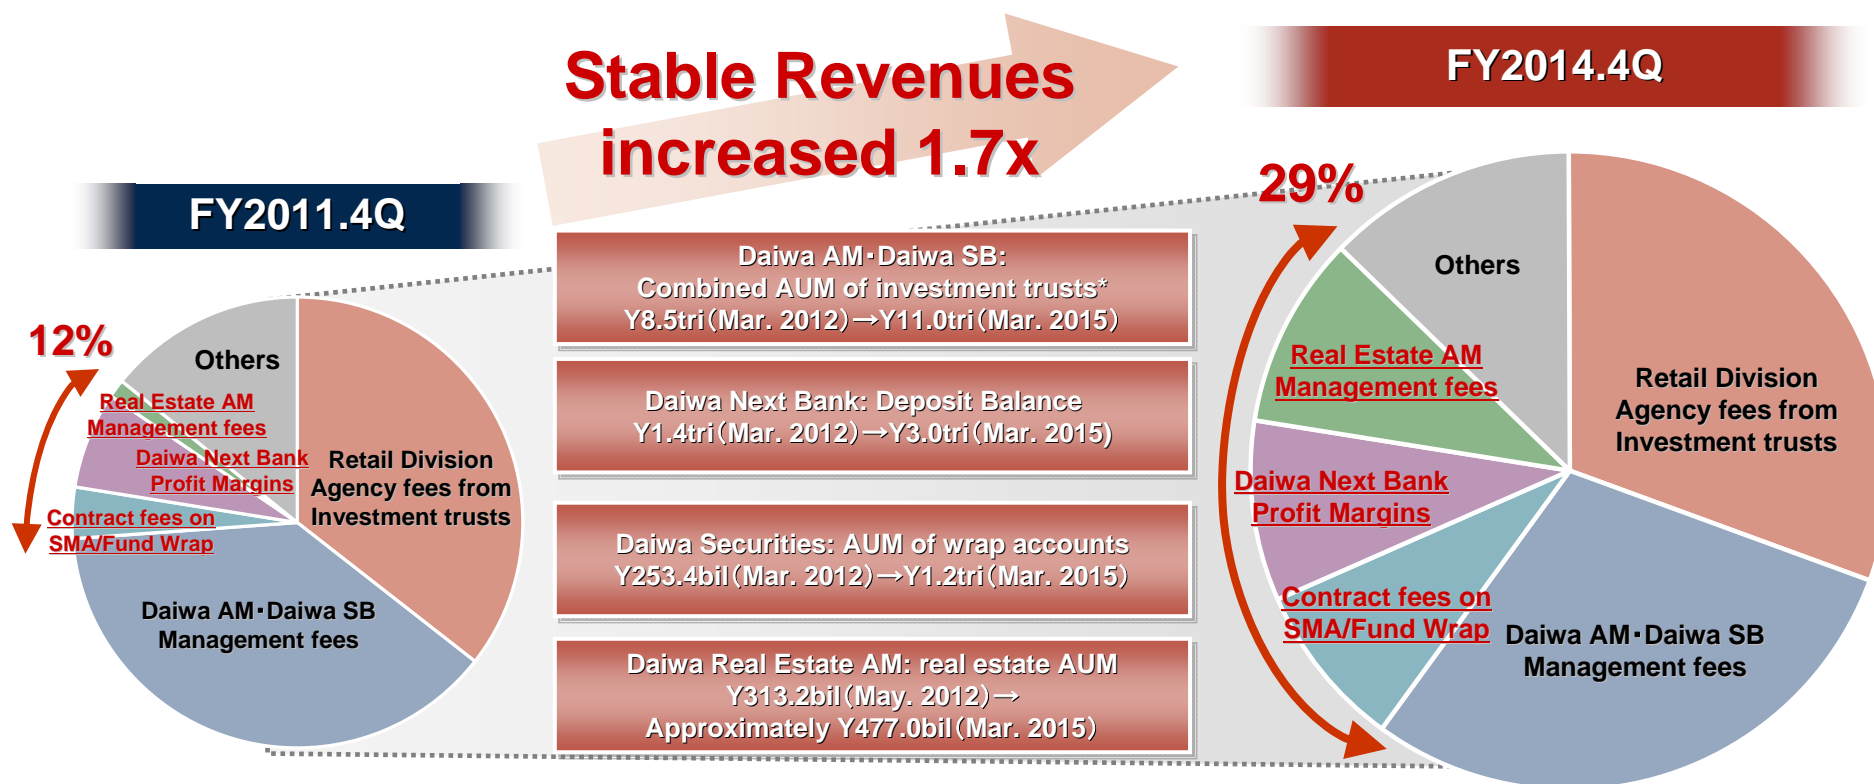 Stable Revenues
increased 1.7x
FY2014.4Q
FY2011.4Q
12%
Others
Real Estate AM
Management fees
Daiwa Next Bank
Profit Margins
Contract fees on
SMA/Fund Wrap
Retail Division
Agency fees from
Investment trusts
Daiwa AM･Daiwa SB
Management fees
Daiwa AM･Daiwa SB:
Combined AUM of investment trusts*
Y8.5tri(Mar. 2012)→Y11.0tri(Mar. 2015)
Daiwa Next Bank: Deposit Balance
Y1.4tri(Mar. 2012)→Y3.0tri(Mar. 2015)
Daiwa Securities: AUM of wrap accounts
Y253.4bil(Mar. 2012)→Y1.2tri(Mar. 2015)
Daiwa Real Estate AM: real estate AUM
Y313.2bil(May. 2012)→
Approximately Y477.0bil(Mar. 2015)
29%
Others
Real Estate AM
Management fees
Daiwa Next Bank
Profit Margins
Contract fees on
SMA/Fund Wrap
Retail Division
Agency fees from
Investment trusts
Daiwa AM･Daiwa SB
Management fees